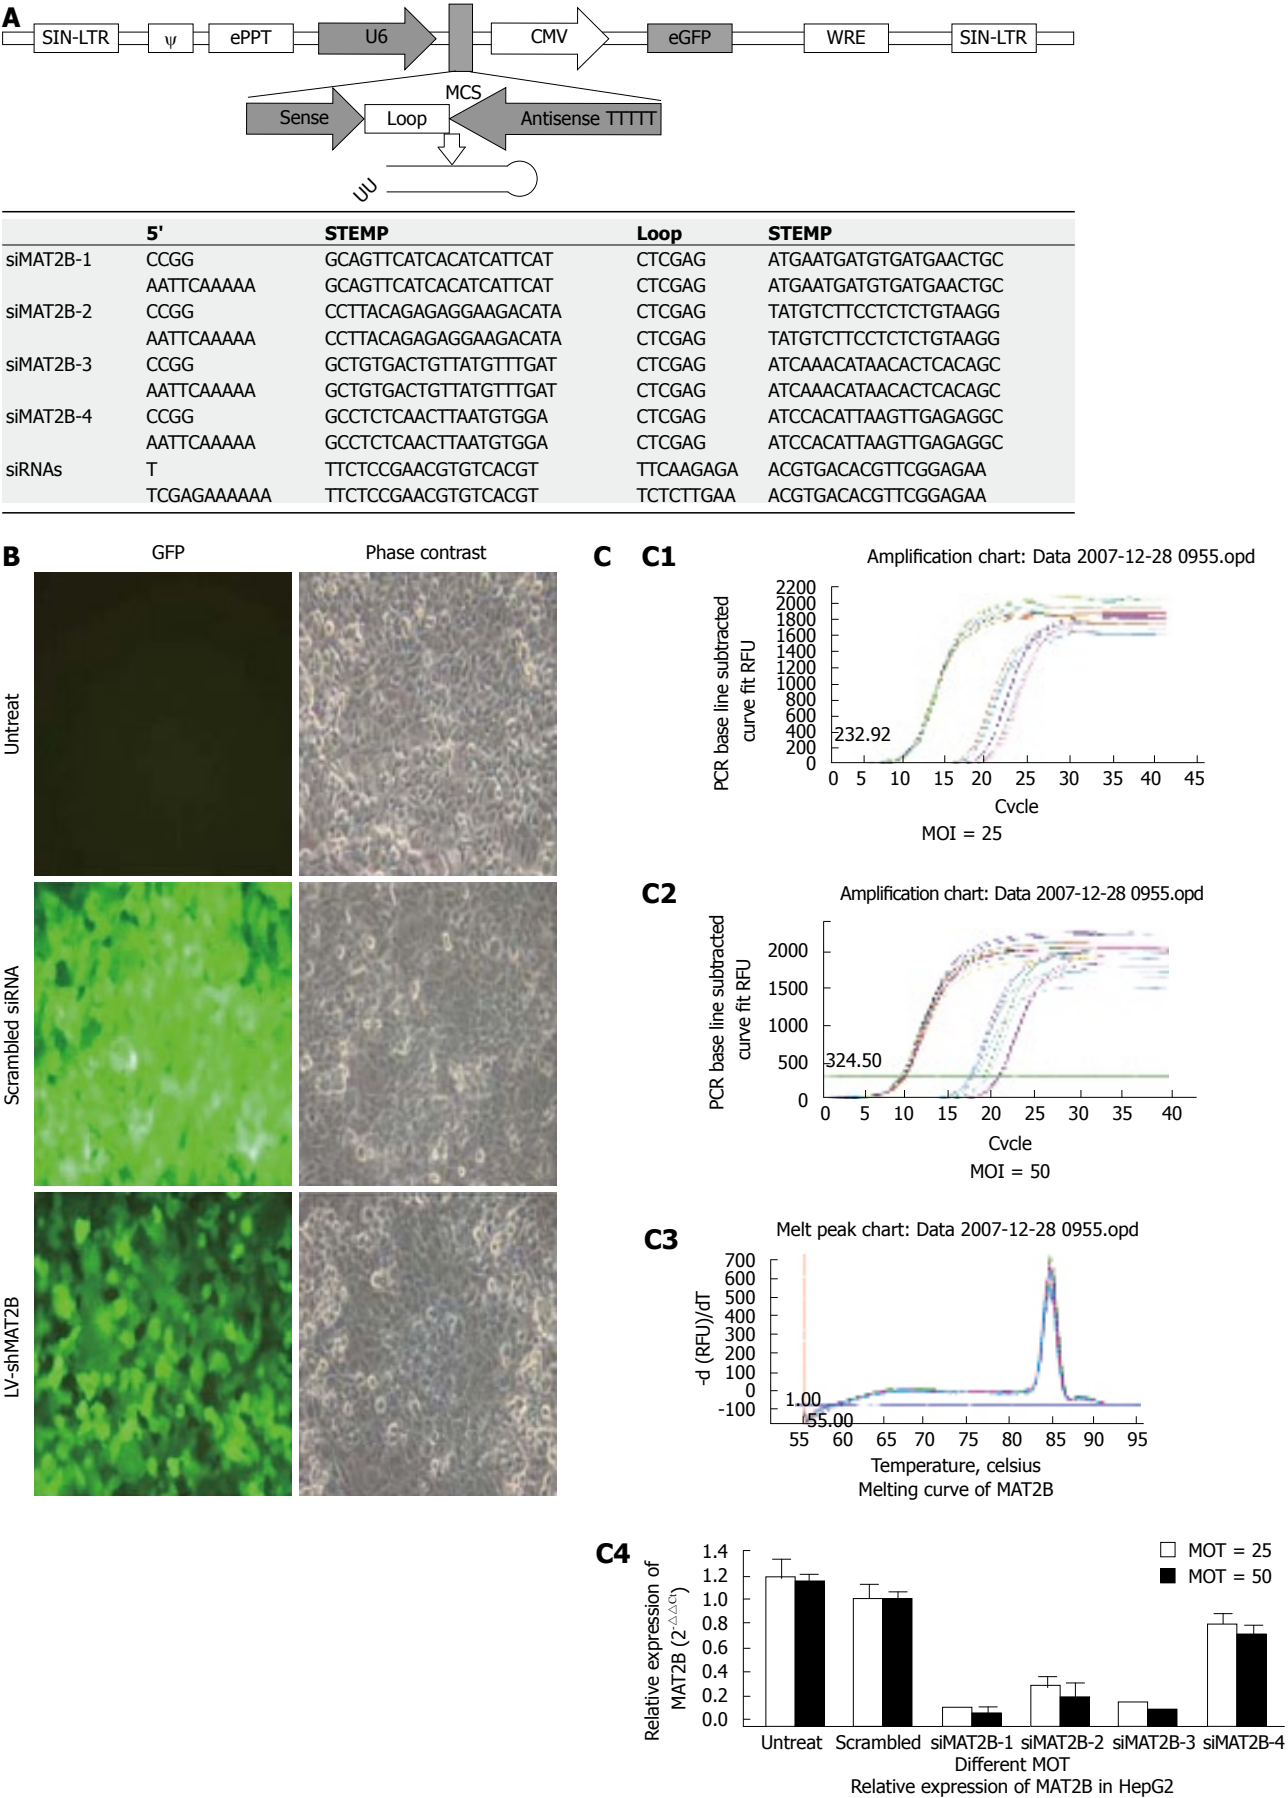 A
SIN-LTR ψ ePPT U6 CMV eGFP WRE SIN-LTR
MCS
Sense Loop Antisense TTTTT
UU
5' STEMP Loop STEMP
siMAT2B-1 CCGG GCAGTTCATCACATCATTCAT CTCGAG ATGAATGATGTGATGAACTGC
AATTCAAAAA GCAGTTCATCACATCATTCAT CTCGAG ATGAATGATGTGATGAACTGC
siMAT2B-2 CCGG CCTTACAGAGAGGAAGACATA CTCGAG TATGTCTTCCTCTCTGTAAGG
AATTCAAAAA CCTTACAGAGAGGAAGACATA CTCGAG TATGTCTTCCTCTCTGTAAGG
siMAT2B-3 CCGG GCTGTGACTGTTATGTTTGAT CTCGAG ATCAAACATAACACTCACAGC
AATTCAAAAA GCTGTGACTGTTATGTTTGAT CTCGAG ATCAAACATAACACTCACAGC
siMAT2B-4 CCGG GCCTCTCAACTTAATGTGGA CTCGAG ATCCACATTAAGTTGAGAGGC
AATTCAAAAA GCCTCTCAACTTAATGTGGA CTCGAG ATCCACATTAAGTTGAGAGGC
siRNAs T TTCTCCGAACGTGTCACGT TTCAAGAGA ACGTGACACGTTCGGAGAA
TCGAGAAAAAA TTCTCCGAACGTGTCACGT TCTCTTGAA ACGTGACACGTTCGGAGAA
B
GFP Phase contrast
Untreat
Scrambled siRNA
LV-shMAT2B
C
C1
Amplification chart: Data 2007-12-28 0955.opd
PCR base line subtracted
curve fit RFU
2200
2000
1800
1600
1400
1200
1000
800
600
400
200
0
232.92
0 5 10 15 20 25 30 35 40 45
Cycle
MOI = 25
C2
Amplification chart: Data 2007-12-28 0955.opd
PCR base line subtracted
curve fit RFU
2000
1500
1000
500
0
324.50
0 5 10 15 20 25 30 35 40
Cycle
MOI = 50
C3
Melt peak chart: Data 2007-12-28 0955.opd
-d (RFU)/dT
700
600
500
400
300
200
100
0
-100
1.00
55.00
55 60 65 70 75 80 85 90 95
Temperature, celsius
Melting curve of MAT2B
C4
Relative expression of
MAT2B (2-△△Ct)
1.4
1.2
1.0
0.8
0.6
0.4
0.2
0.0
MOT = 25
MOT = 50
Untreat Scrambled siMAT2B-1 siMAT2B-2 siMAT2B-3 siMAT2B-4
Different MOT
Relative expression of MAT2B in HepG2